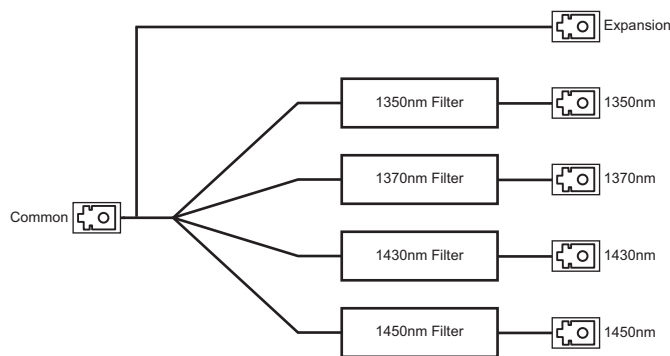 Expansion
1350nm Filter
1350nm
1370nm Filter
1370nm
Common
1430nm Filter
1430nm
1450nm Filter
1450nm